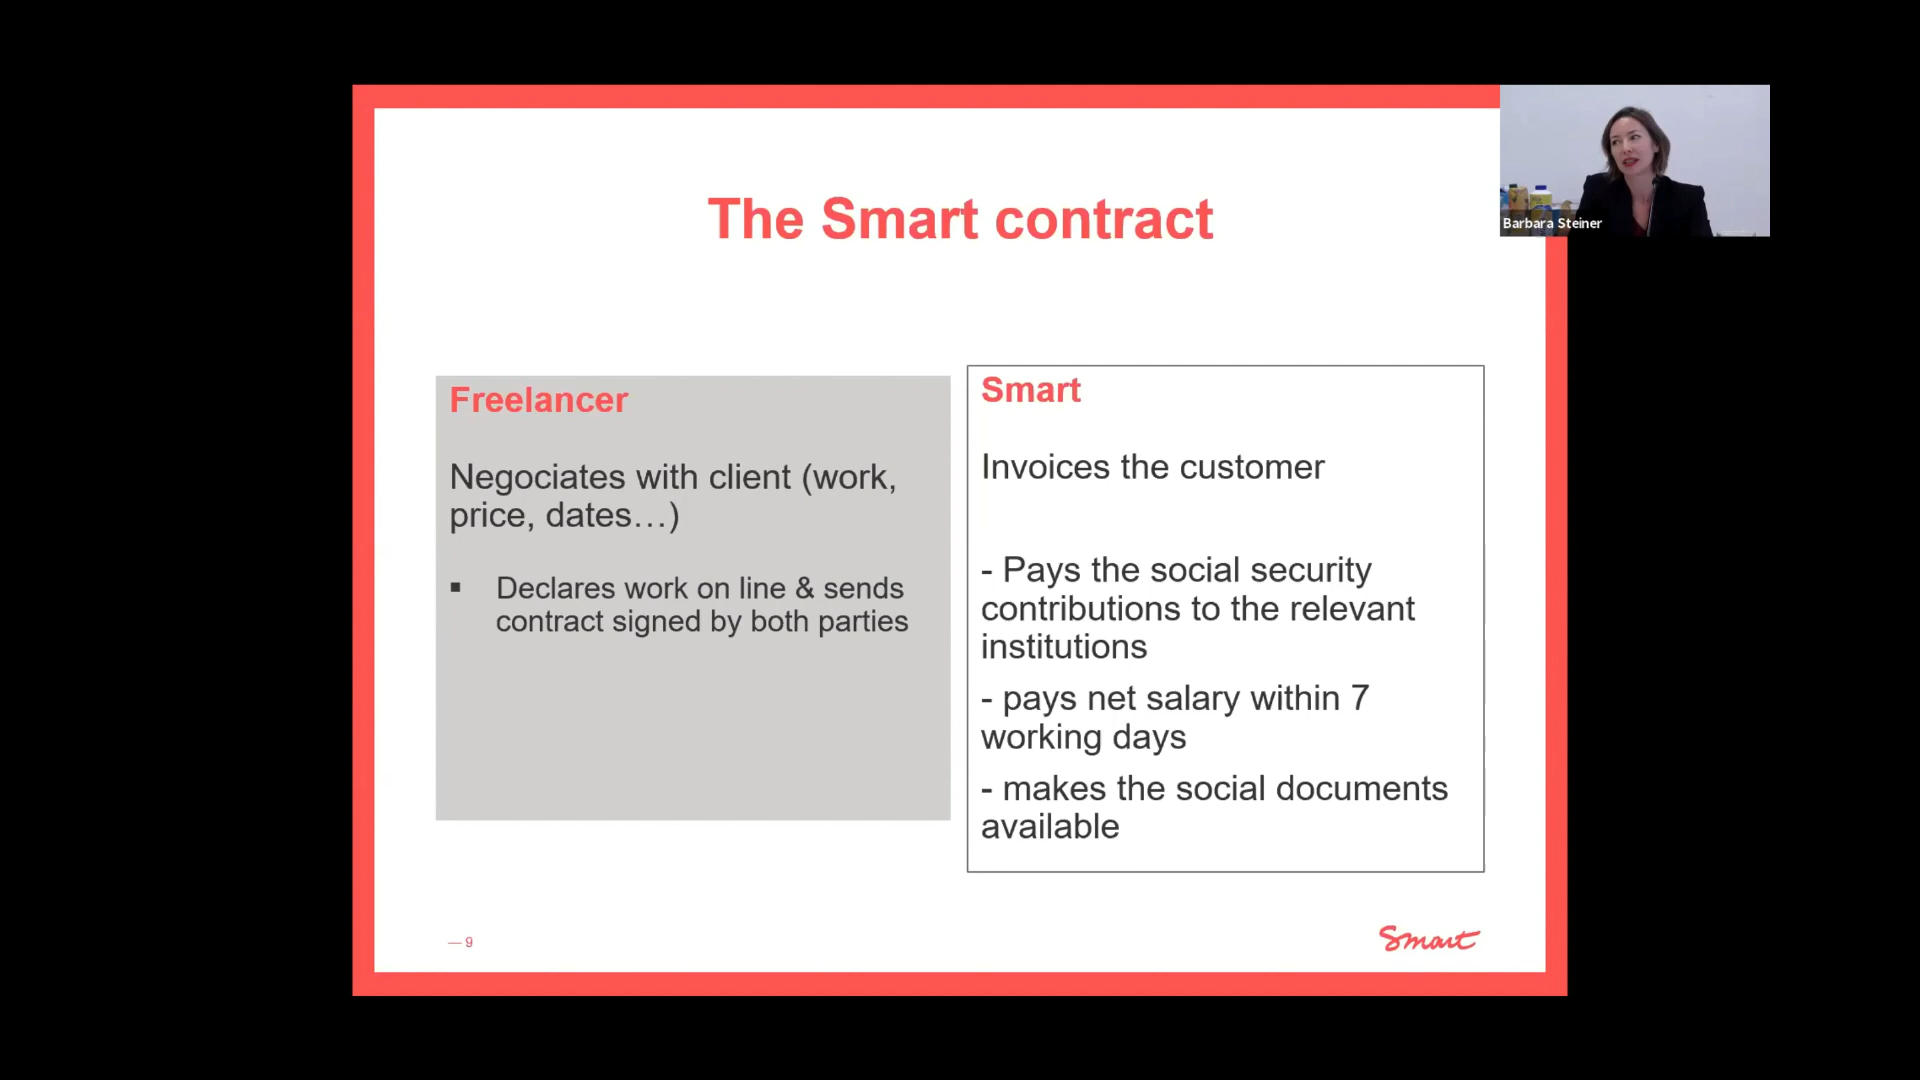 The Smart contract
Barbara Steiner
Freelancer
Negociates with client (work,
price, dates…)
▪ Declares work on line & sends
contract signed by both parties
Smart
Invoices the customer
- Pays the social security
contributions to the relevant
institutions
- pays net salary within 7
working days
- makes the social documents
available
— 9
Smart